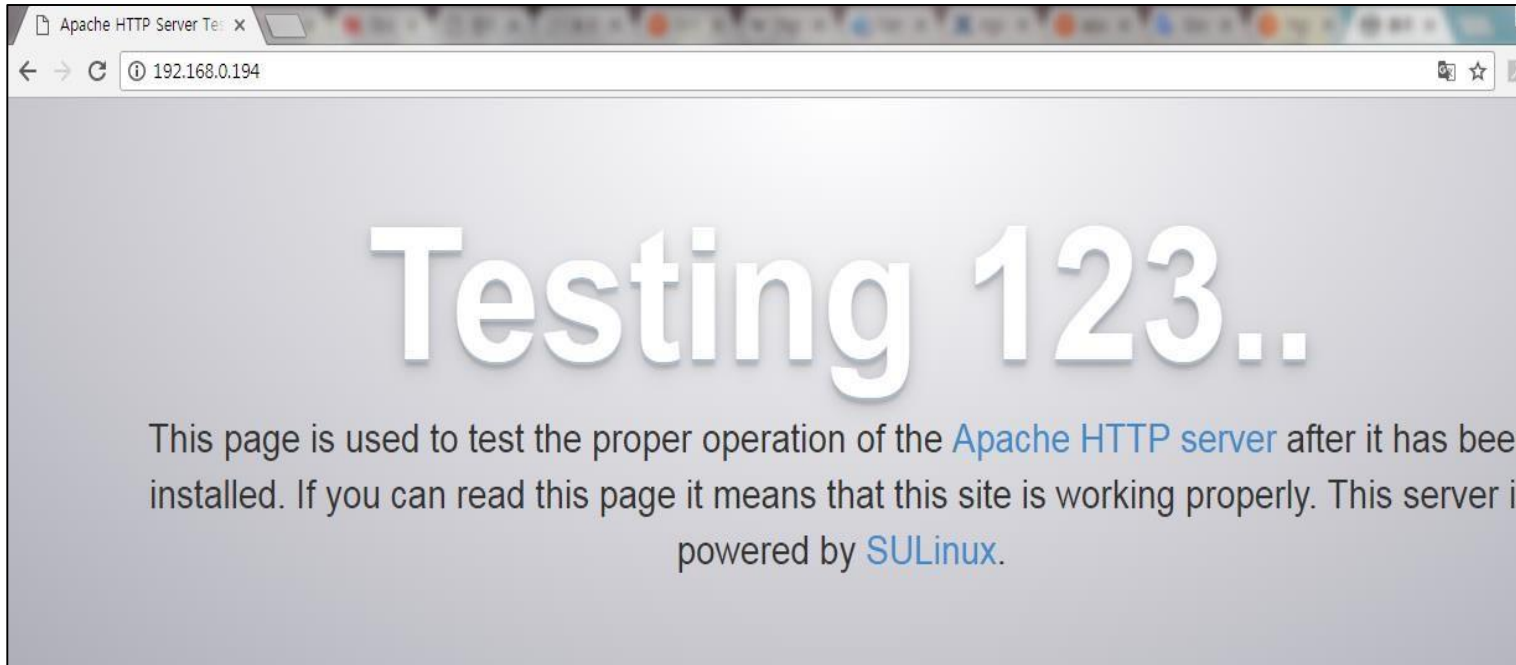 Apache HTTP Server Tes
192.168.0.194
Testing 123..
This page is used to test the proper operation of the Apache HTTP server after it has bee
installed. If you can read this page it means that this site is working properly. This server i
powered by SULinux.